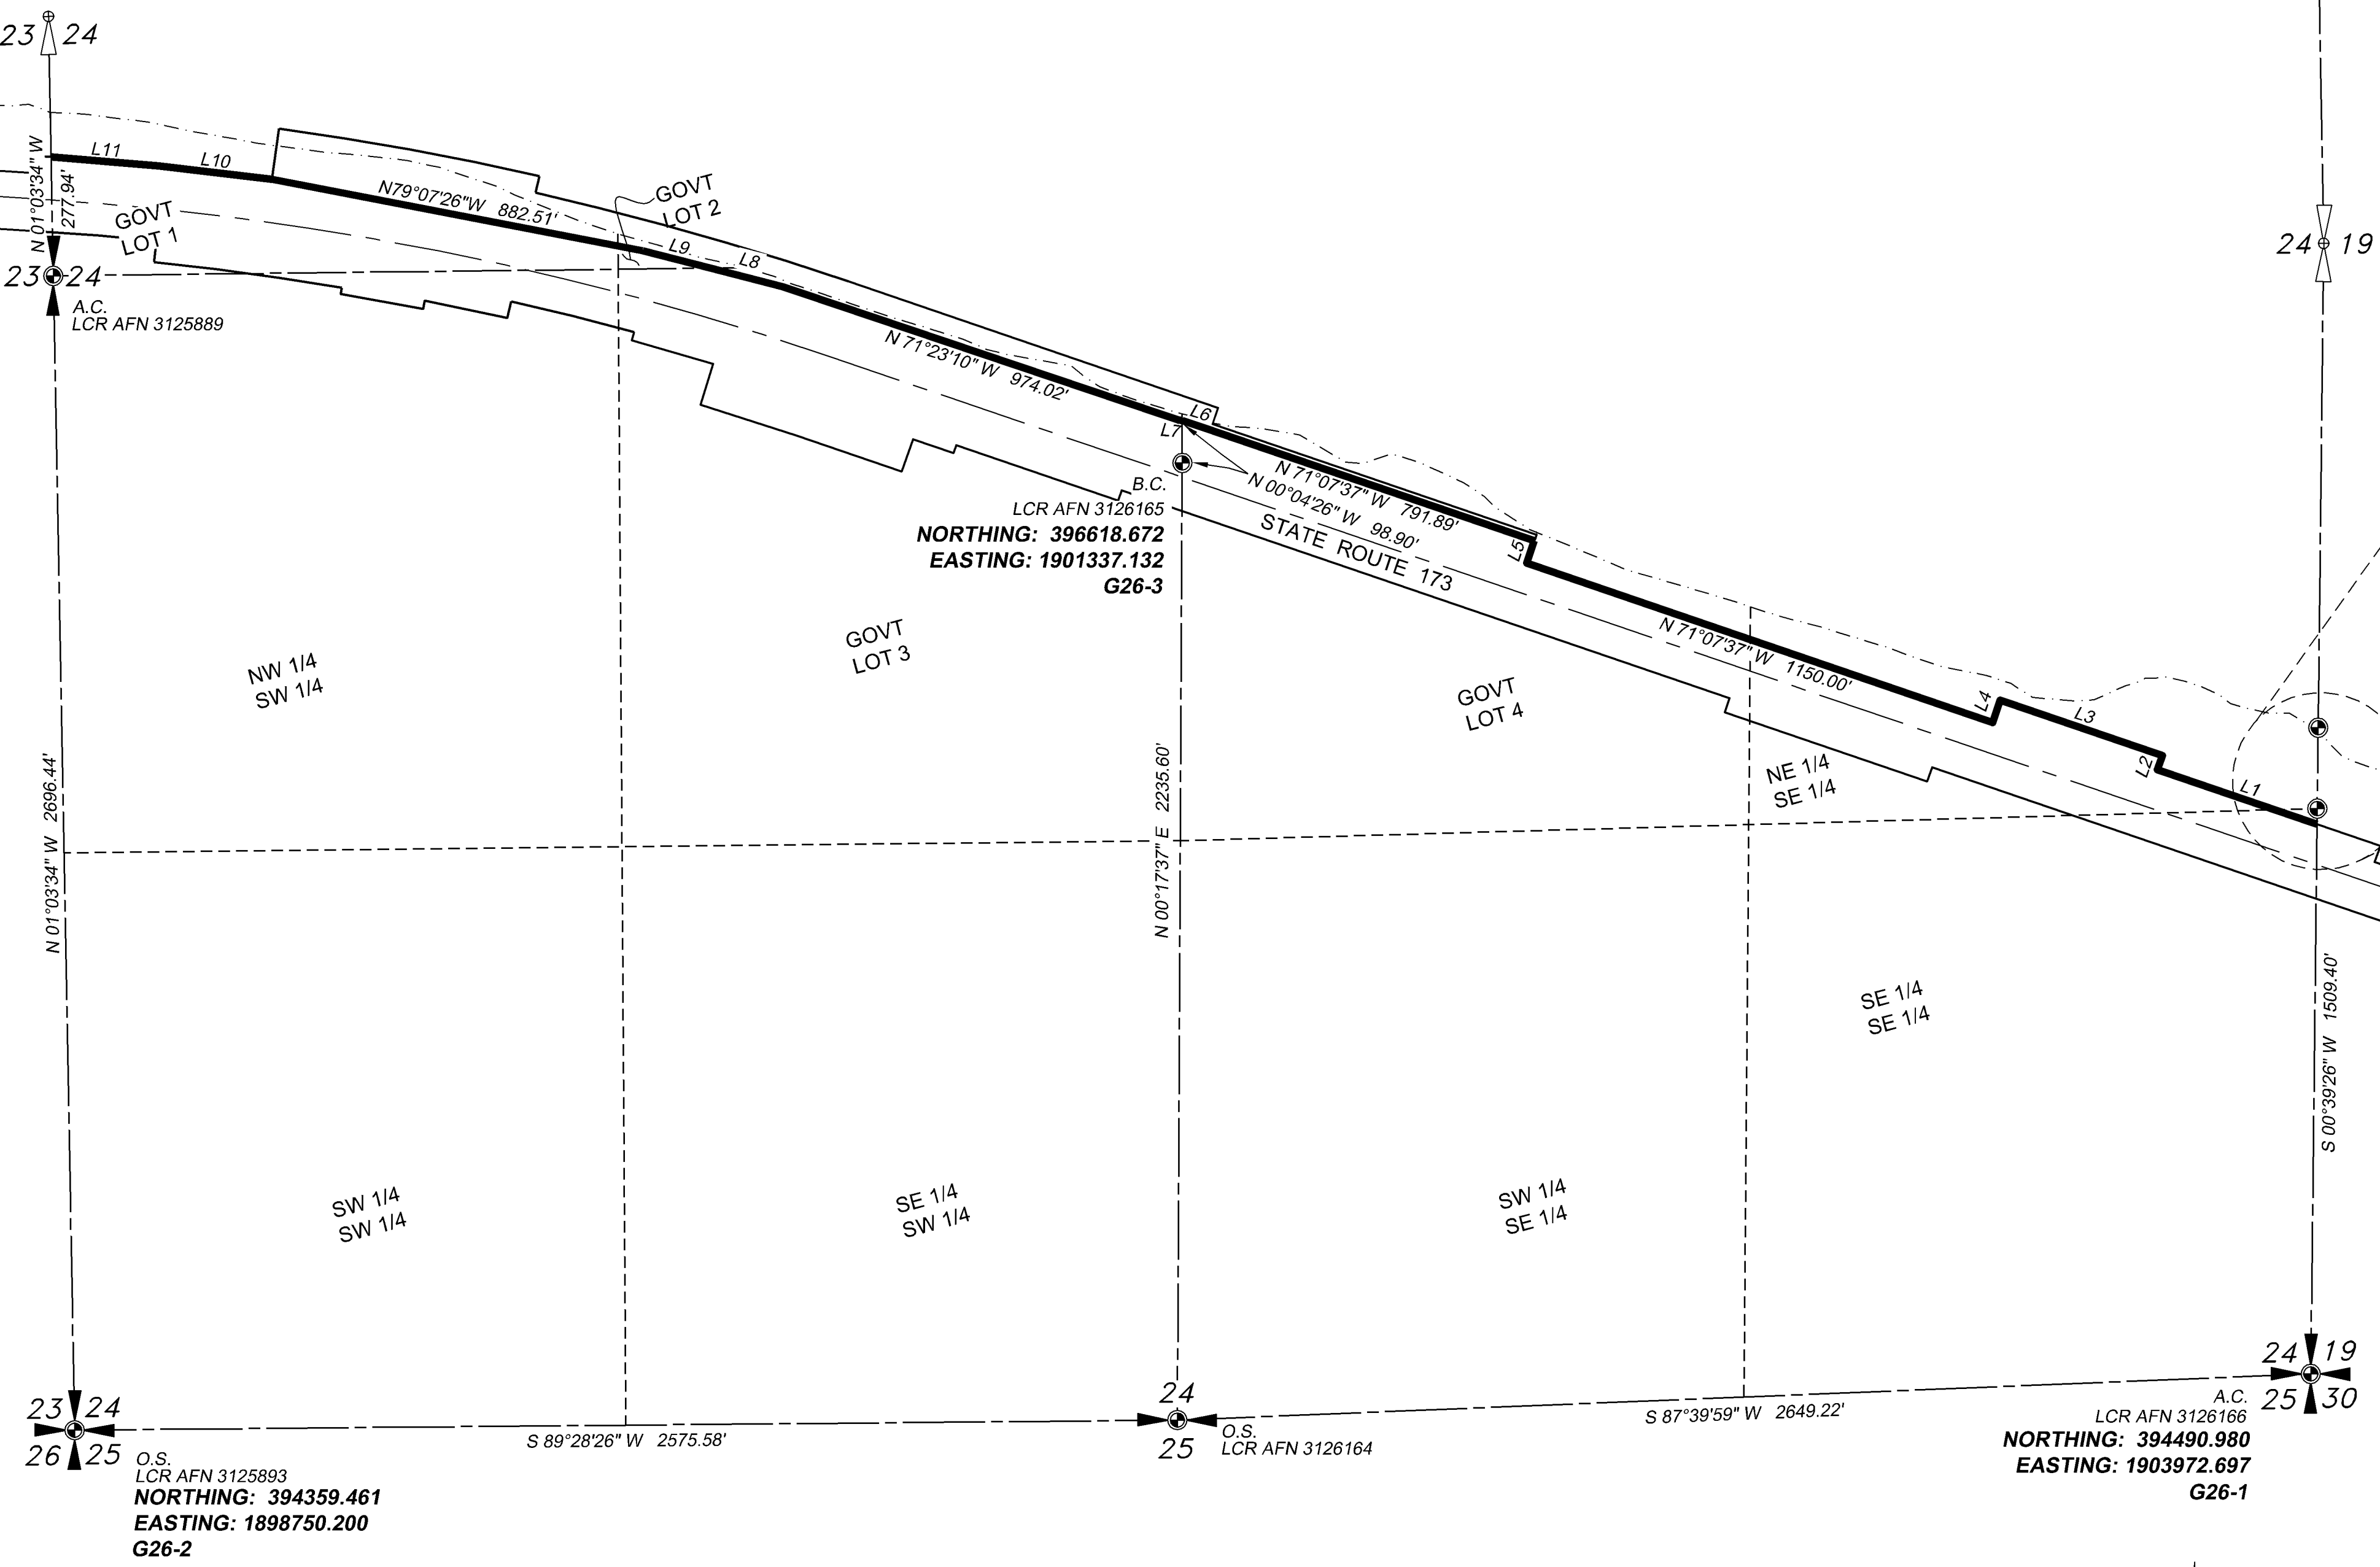 23 24
N 01°03'34" W
277.94'
L11
L10
N79°07'26"W 882.51'
GOVT
LOT 1
GOVT
LOT 2
L9
L8
23 24
A.C.
LCR AFN 3125889
24 19
N 71°23'10" W 974.02'
L6
L7
N 71°07'37" W 791.89'
N 00°04'26" W 98.90'
STATE ROUTE 173
B.C.
LCR AFN 3126165
NORTHING: 396618.672
EASTING: 1901337.132
G26-3
L5
N 71°07'37" W 1150.00'
L4
L3
L2
L1
NW 1/4
SW 1/4
GOVT
LOT 3
GOVT
LOT 4
NE 1/4
SE 1/4
N 01°03'34" W 2696.44'
N 00°17'37" E 2235.60'
S 00°39'26" W 1509.40'
SE 1/4
SE 1/4
SW 1/4
SW 1/4
SE 1/4
SW 1/4
SW 1/4
SE 1/4
23 24
26 25
O.S.
LCR AFN 3125893
NORTHING: 394359.461
EASTING: 1898750.200
G26-2
S 89°28'26" W 2575.58'
24
25
O.S.
LCR AFN 3126164
S 87°39'59" W 2649.22'
24 19
25 30
A.C.
LCR AFN 3126166
NORTHING: 394490.980
EASTING: 1903972.697
G26-1